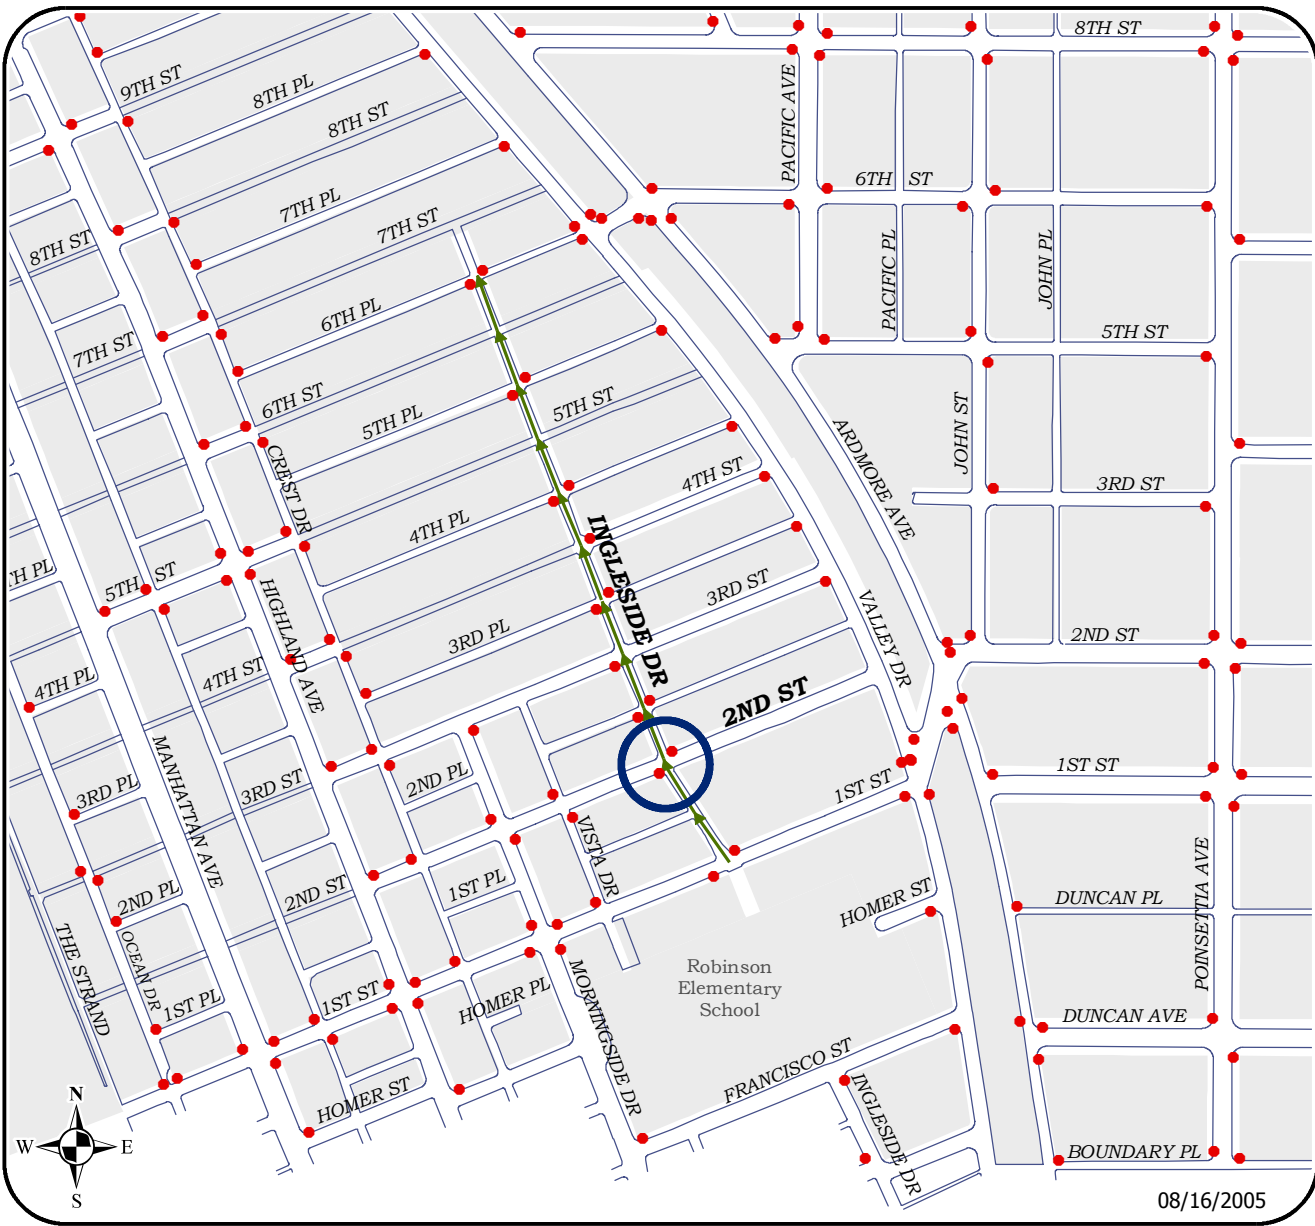 8TH ST
9TH ST
8TH PL
8TH ST
PACIFIC AVE
6TH ST
7TH PL
7TH ST
8TH ST
PACIFIC PL
JOHN PL
6TH PL
7TH ST
5TH ST
6TH ST
5TH PL
5TH ST
JOHN ST
ARDMORE AVE
CREST DR
4TH ST
3RD ST
4TH PL
INGLESIDE DR
TH PL
5TH ST
HIGHLAND AVE
3RD ST
VALLEY DR
3RD PL
2ND ST
4TH ST
4TH PL
2ND ST
MANHATTAN AVE
1ST ST
2ND PL
3RD ST
3RD PL
1ST ST
VISTA DR
POINSETTIA AVE
1ST PL
2ND ST
2ND PL
HOMER ST
DUNCAN PL
THE STRAND
OCEAN DR
Robinson
Elementary
School
MORNINGSIDE DR
HOMER PL
1ST ST
1ST PL
DUNCAN AVE
FRANCISCO ST
HOMER ST
INGLESIDE DR
BOUNDARY PL
N
W E
S
08/16/2005